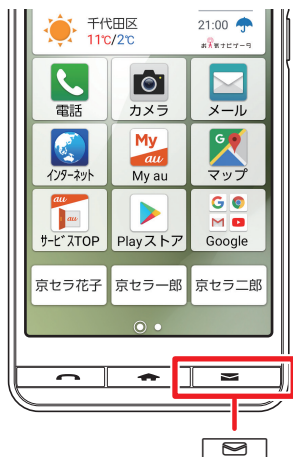 千代田区
11℃/2℃
21:00
お天気ナビゲータ
電話
カメラ
メール
インターネット
My au
My au
マップ
au
au
サービスTOP
Playストア
Google
京セラ花子
京セラ一郎
京セラ二郎